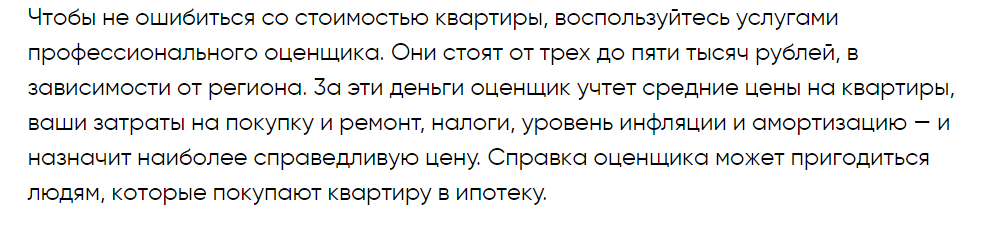 Чтобы не ошибиться со стоимостью квартиры, воспользуйтесь услугами
профессионального оценщика. Они стоят от трех до пяти тысяч рублей, в
зависимости от региона. За эти деньги оценщик учтет средние цены на квартиры,
ваши затраты на покупку и ремонт, налоги, уровень инфляции и амортизацию — и
назначит наиболее справедливую цену. Справка оценщика может пригодиться
людям, которые покупают квартиру в ипотеку.